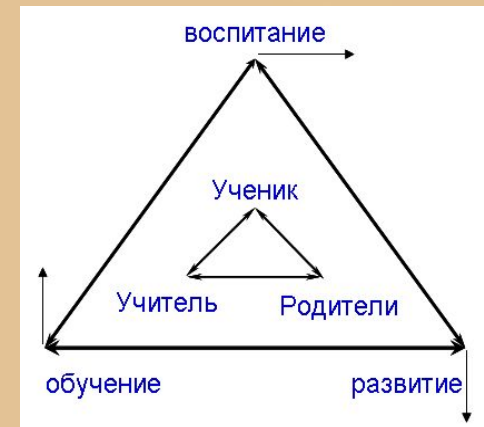 воспитание
Ученик
Учитель Родители
обучение развитие